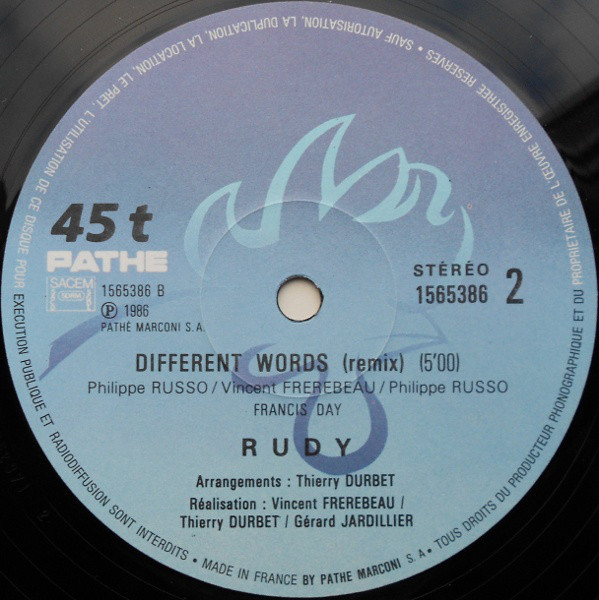 EXECUTION PUBLIQUE ET RADIODIFFUSION SONT INTERDITS • MADE IN FRANCE BY PATHE MARCONI S.A. • TOUS DROITS DU PRODUCTEUR PHONOGRAPHIQUE ET DU PROPRIETAIRE DE L'ŒUVRE ENREGISTREE RESERVES • SAUF AUTORISATION, LA DUPLICATION, LA LOCATION, LE PRET, L'UTILISATION DE CE DISQUE POUR
45 t
PATHE
SACEM
STÉRÉO
1565386 B
1565386 2
Ⓟ 1986
PATHÉ MARCONI S.A.
DIFFERENT WORDS (remix) (5'00)
Philippe RUSSO / Vincent FREREBEAU / Philippe RUSSO
FRANCIS DAY
RUDY
Arrangements : Thierry DURBET
Réalisation : Vincent FREREBEAU /
Thierry DURBET / Gérard JARDILLIER